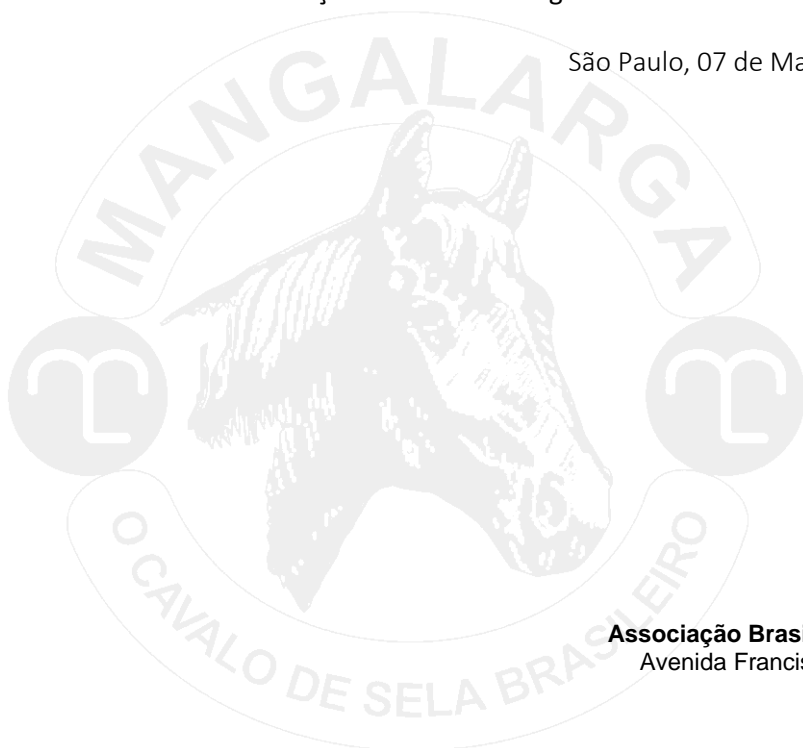 São Paulo, 07 de Ma
MANGALARGA
O CAVALO DE SELA BRASILEIRO
Associação Brasi
Avenida Francis